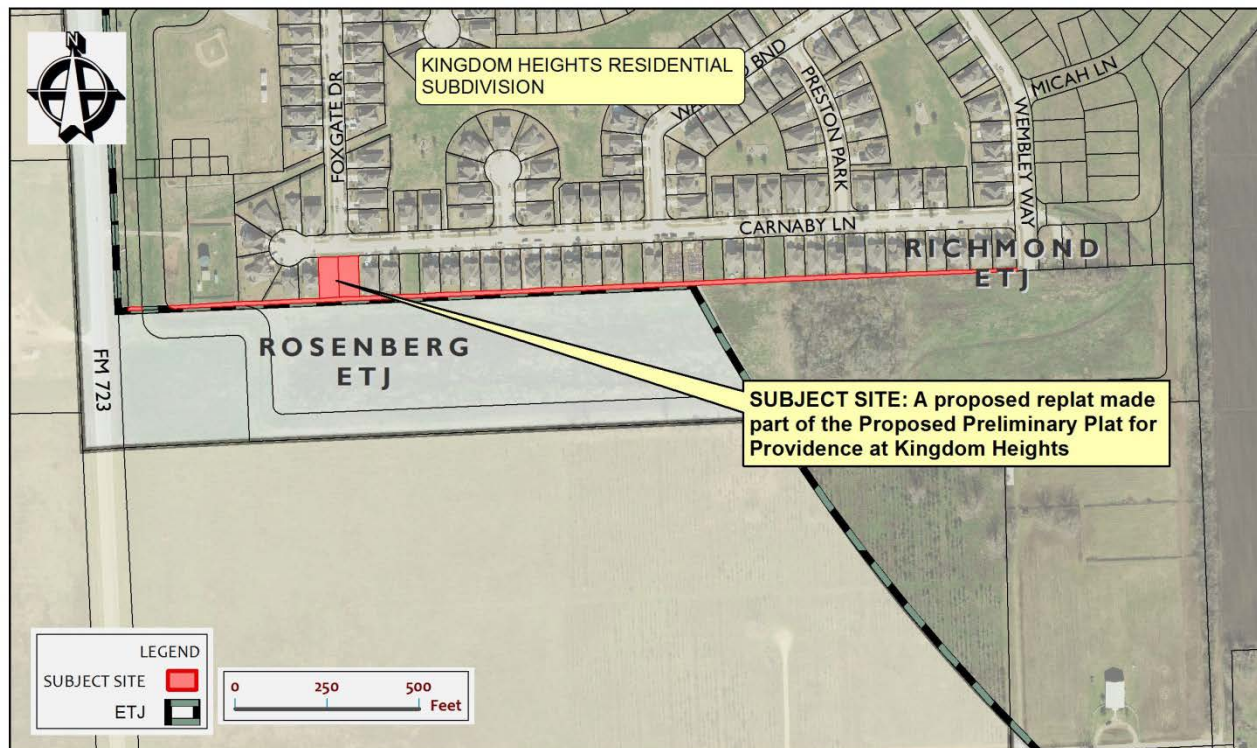 N
KINGDOM HEIGHTS RESIDENTIAL
SUBDIVISION
FOXGATE DR
BND
PRESTON PARK
MICAH LN
WEMBLEY WAY
CARNABY LN
RICHMOND
ETJ
ROSENBERG
ETJ
FM 723
SUBJECT SITE: A proposed replat made
part of the Proposed Preliminary Plat for
Providence at Kingdom Heights
LEGEND
SUBJECT SITE
ETJ
0 250 500
Feet